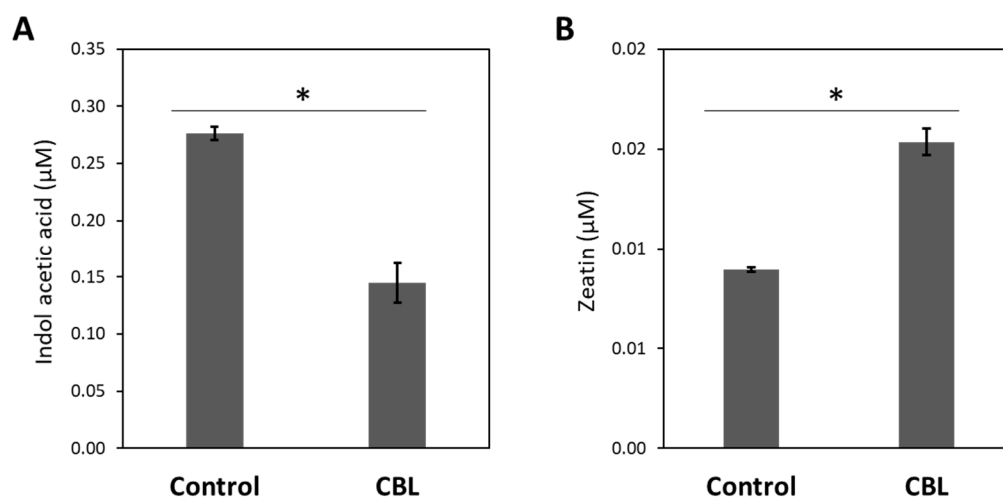 A
Indol acetic acid (µM)
0.35
0.30
0.25
0.20
0.15
0.10
0.05
0.00
*
Control CBL
B
Zeatin (µM)
0.02
0.02
0.01
0.01
0.00
*
Control CBL